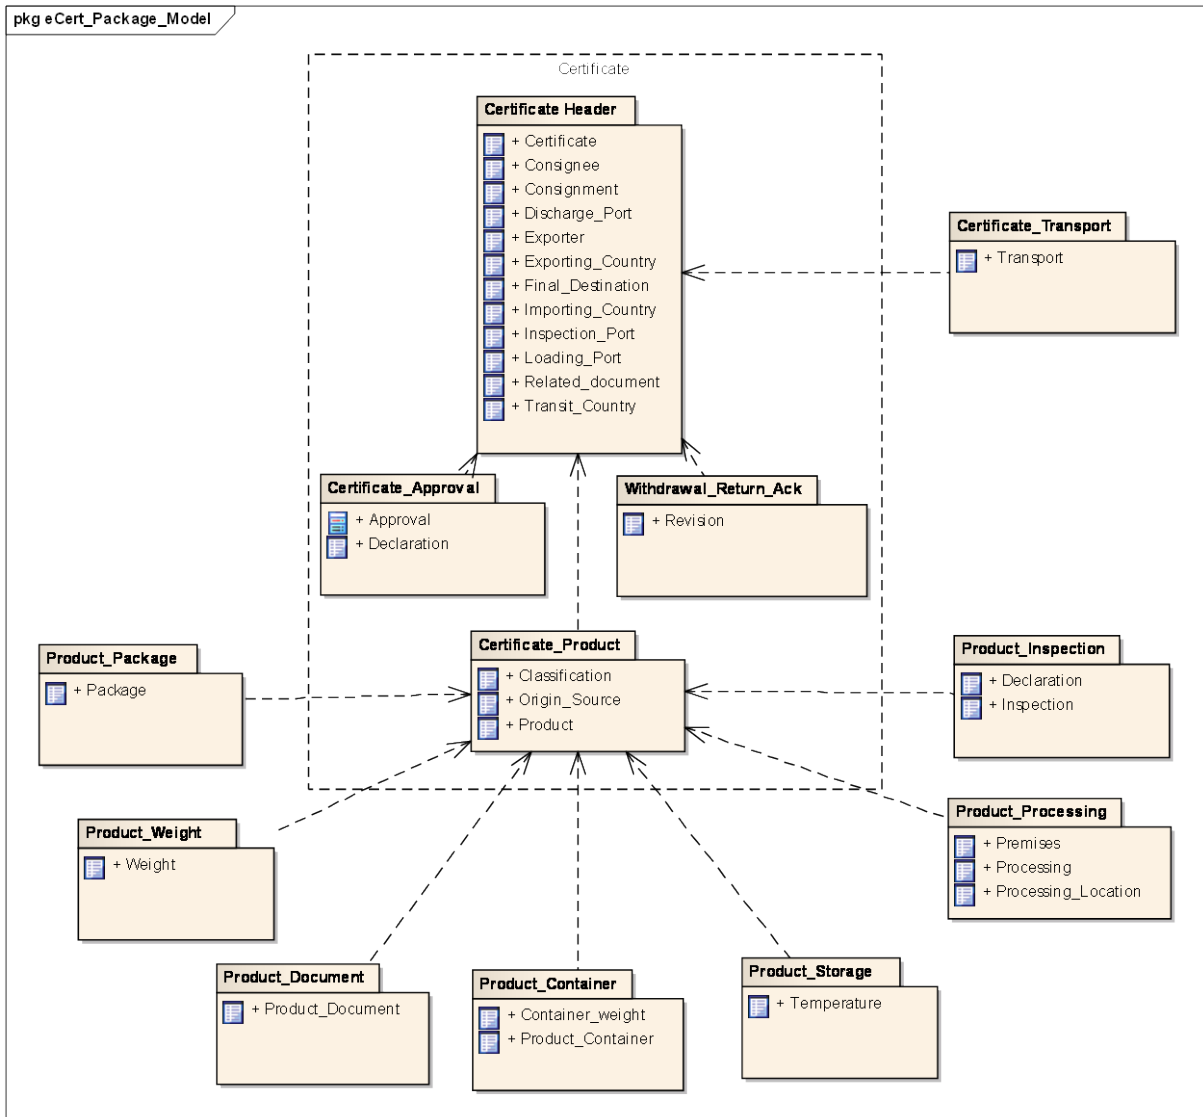 pkg eCert_Package_Model
Certificate
Certificate Header
+ Certificate
+ Consignee
+ Consignment
+ Discharge_Port
+ Exporter
+ Exporting_Country
+ Final_Destination
+ Importing_Country
+ Inspection_Port
+ Loading_Port
+ Related_document
+ Transit_Country
Certificate_Transport
+ Transport
Certificate_Approval
+ Approval
+ Declaration
Withdrawal_Return_Ack
+ Revision
Certificate_Product
+ Classification
+ Origin_Source
+ Product
Product_Package
+ Package
Product_Inspection
+ Declaration
+ Inspection
Product_Weight
+ Weight
Product_Processing
+ Premises
+ Processing
+ Processing_Location
Product_Document
+ Product_Document
Product_Container
+ Container_weight
+ Product_Container
Product_Storage
+ Temperature